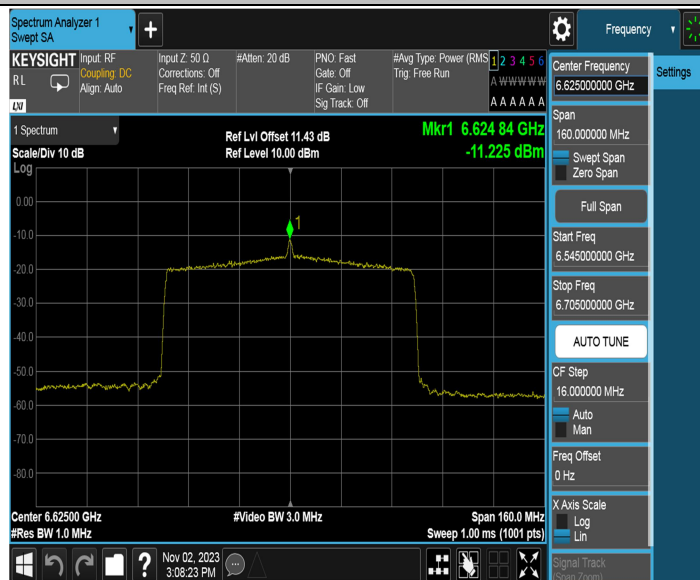 Spectrum Analyzer 1
Swept SA
+
Frequency
KEYSIGHT
RL
LXI
Input: RF
Coupling: DC
Align: Auto
Input Z: 50 Ω
Corrections: Off
Freq Ref: Int (S)
#Atten: 20 dB
PNO: Fast
Gate: Off
IF Gain: Low
Sig Track: Off
#Avg Type: Power (RMS
Trig: Free Run
1 2 3 4 5 6
A W W W W W
A A A A A A
Settings
Center Frequency
6.625000000 GHz
Span
160.000000 MHz
Swept Span
Zero Span
Full Span
Start Freq
6.545000000 GHz
Stop Freq
6.705000000 GHz
AUTO TUNE
CF Step
16.000000 MHz
Auto
Man
Freq Offset
0 Hz
X Axis Scale
Log
Lin
Signal Track
(Span Zoom)
1 Spectrum
Scale/Div 10 dB
Log
Ref Lvl Offset 11.43 dB
Ref Level 10.00 dBm
Mkr1 6.624 84 GHz
-11.225 dBm
0.00
-10.0
-20.0
-30.0
-40.0
-50.0
-60.0
-70.0
-80.0
1
Center 6.62500 GHz
#Res BW 1.0 MHz
#Video BW 3.0 MHz
Span 160.0 MHz
Sweep 1.00 ms (1001 pts)
?
Nov 02, 2023
3:08:23 PM